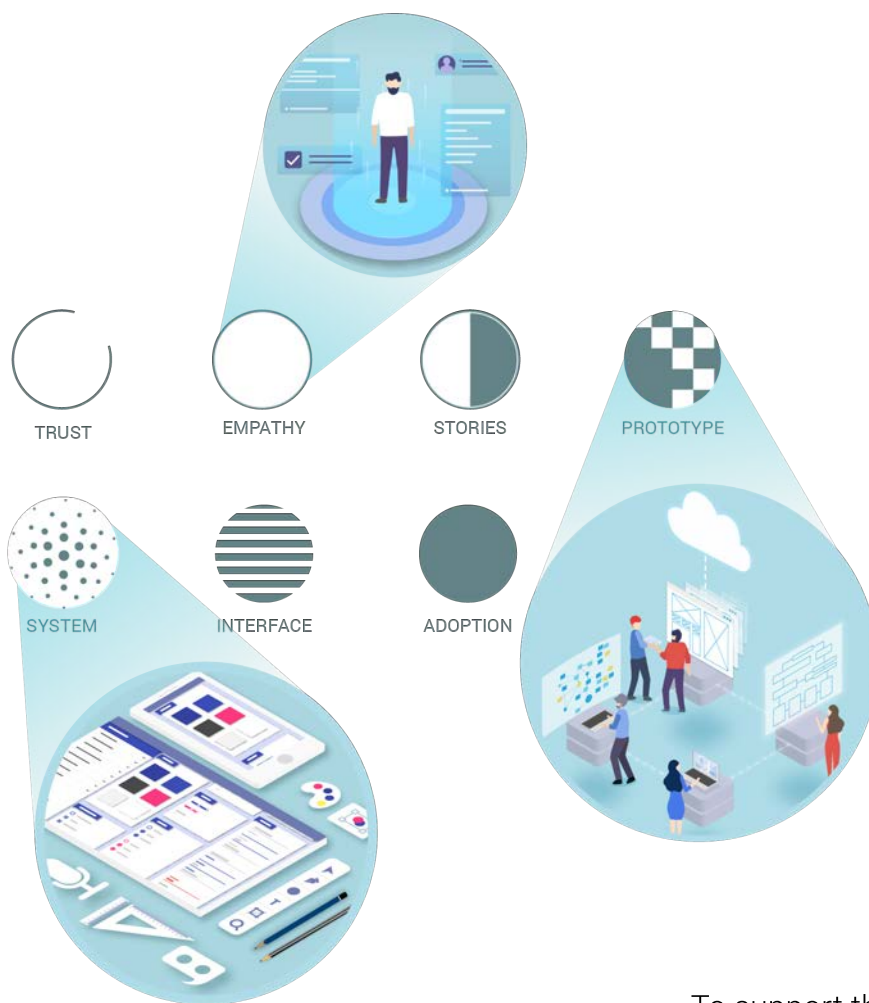 TRUST
EMPATHY
STORIES
PROTOTYPE
SYSTEM
INTERFACE
ADOPTION
To support th